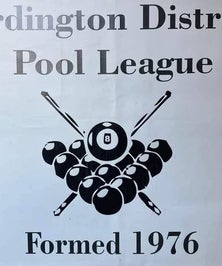 rdington Distr
Pool League
8
Formed 1976